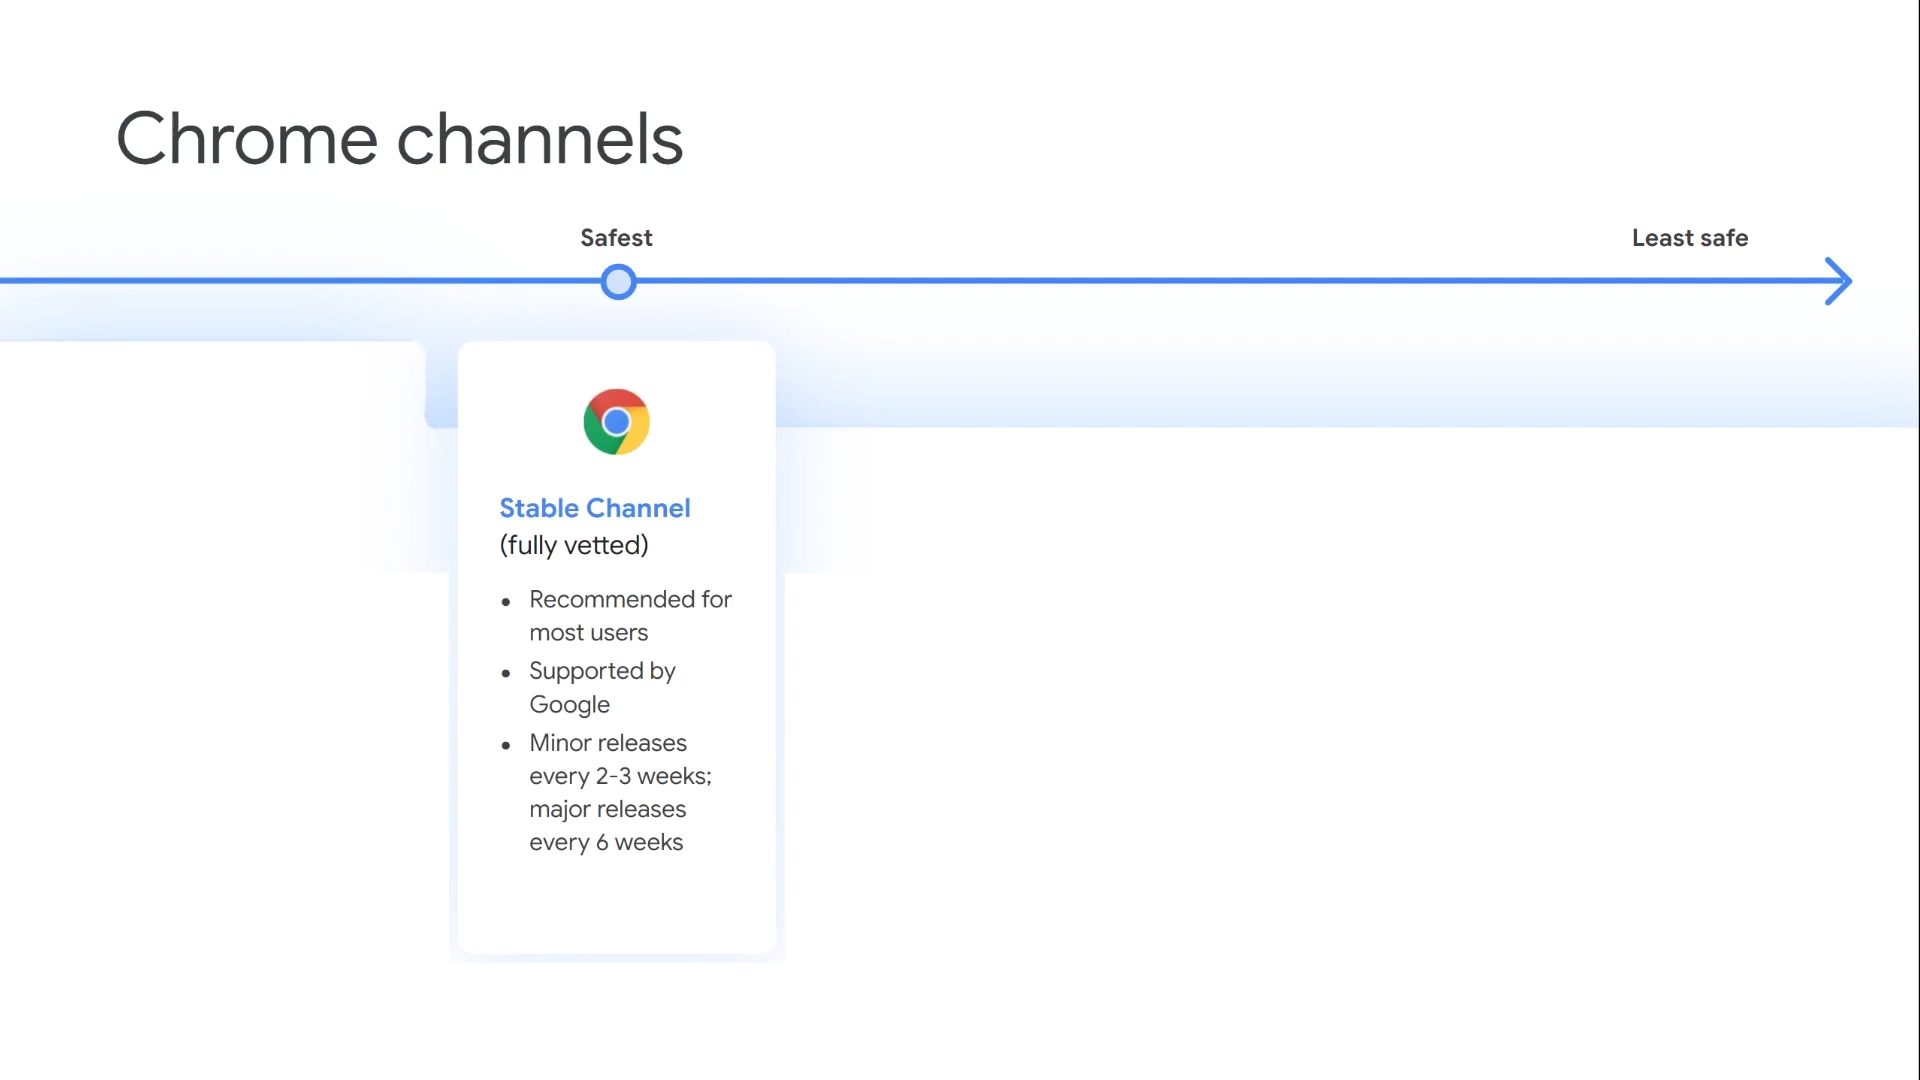 Chrome channels
Safest
Least safe
Stable Channel
(fully vetted)
• Recommended for
most users
• Supported by
Google
• Minor releases
every 2-3 weeks;
major releases
every 6 weeks